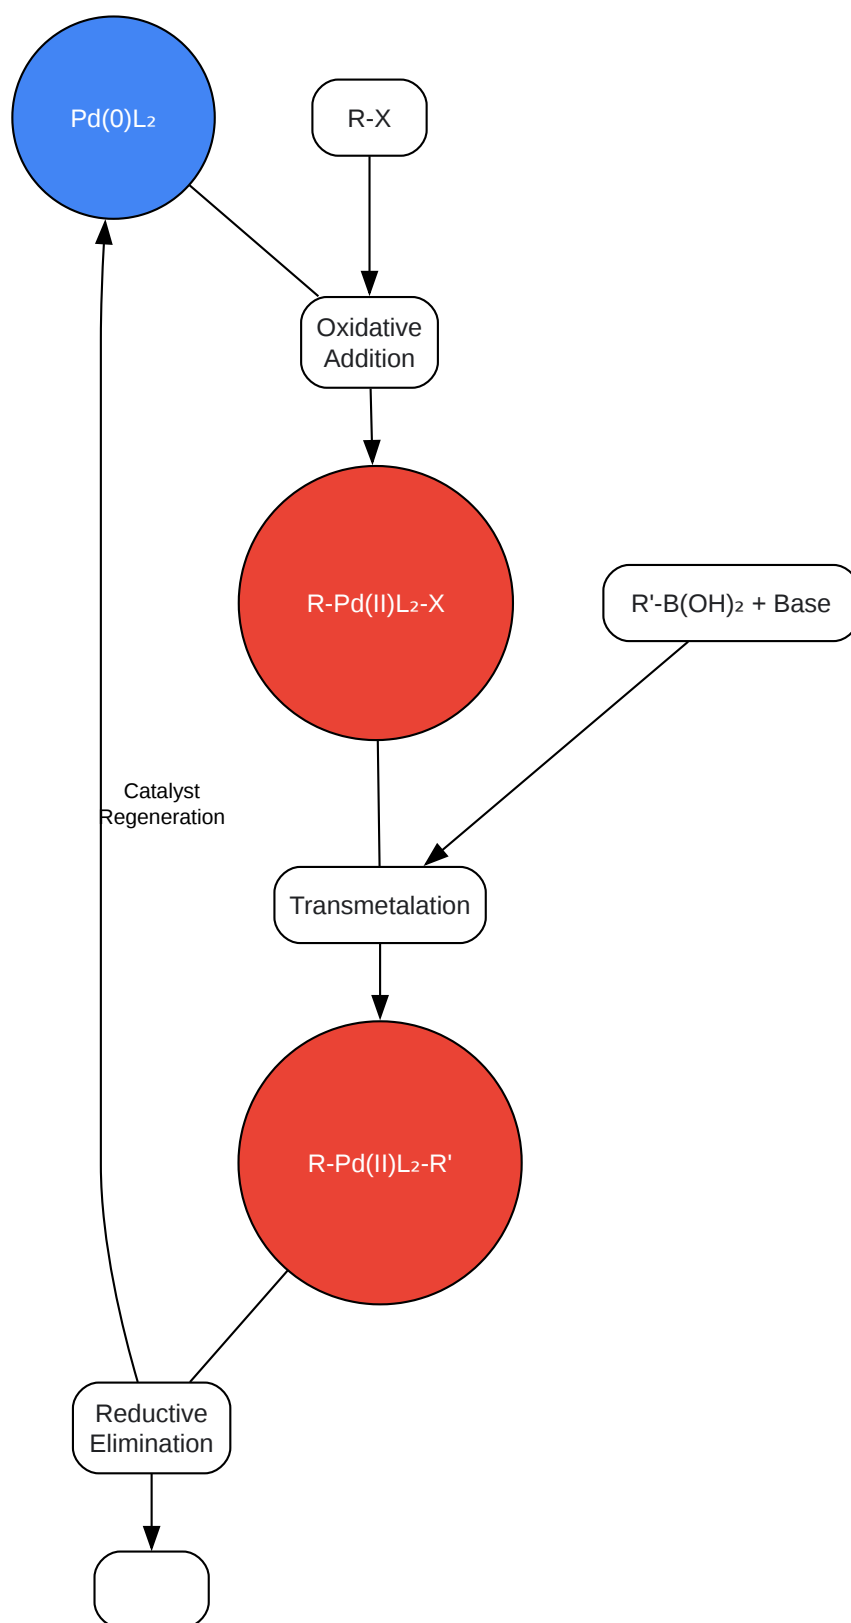 Pd(0)L₂
R-X
Oxidative
Addition
R-Pd(II)L₂-X
R'-B(OH)₂ + Base
Catalyst
Regeneration
Transmetalation
R-Pd(II)L₂-R'
Reductive
Elimination